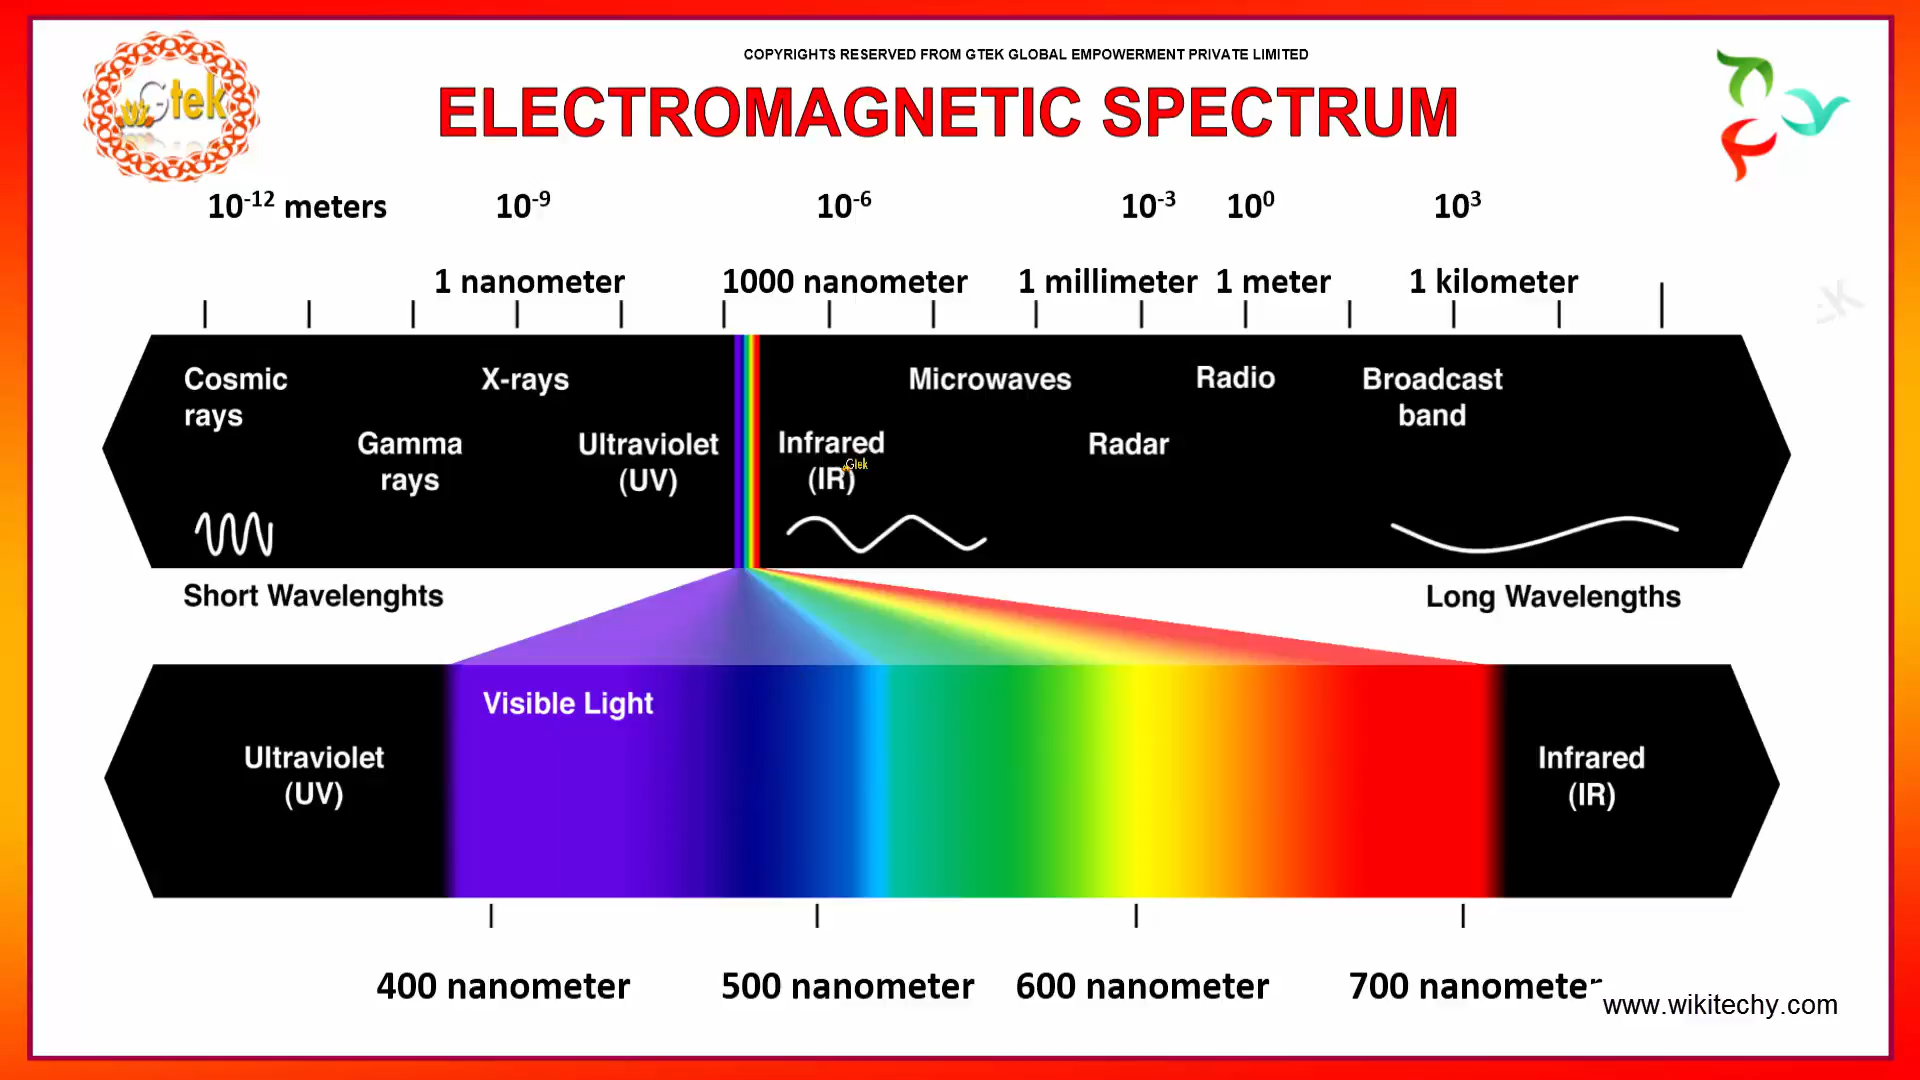 COPYRIGHTS RESERVED FROM GTEK GLOBAL EMPOWERMENT PRIVATE LIMITED
Gtek
ELECTROMAGNETIC SPECTRUM
10⁻¹² meters 10⁻⁹ 10⁻⁶ 10⁻³ 10⁰ 10³
1 nanometer 1000 nanometer 1 millimeter 1 meter 1 kilometer
Cosmic
rays
Gamma
rays
X-rays
Ultraviolet
(UV)
Infrared
(IR)
Gtek
Microwaves
Radar
Radio
Broadcast
band
Short Wavelenghts
Long Wavelengths
Visible Light
Ultraviolet
(UV)
Infrared
(IR)
400 nanometer 500 nanometer 600 nanometer 700 nanometer
www.wikitechy.com